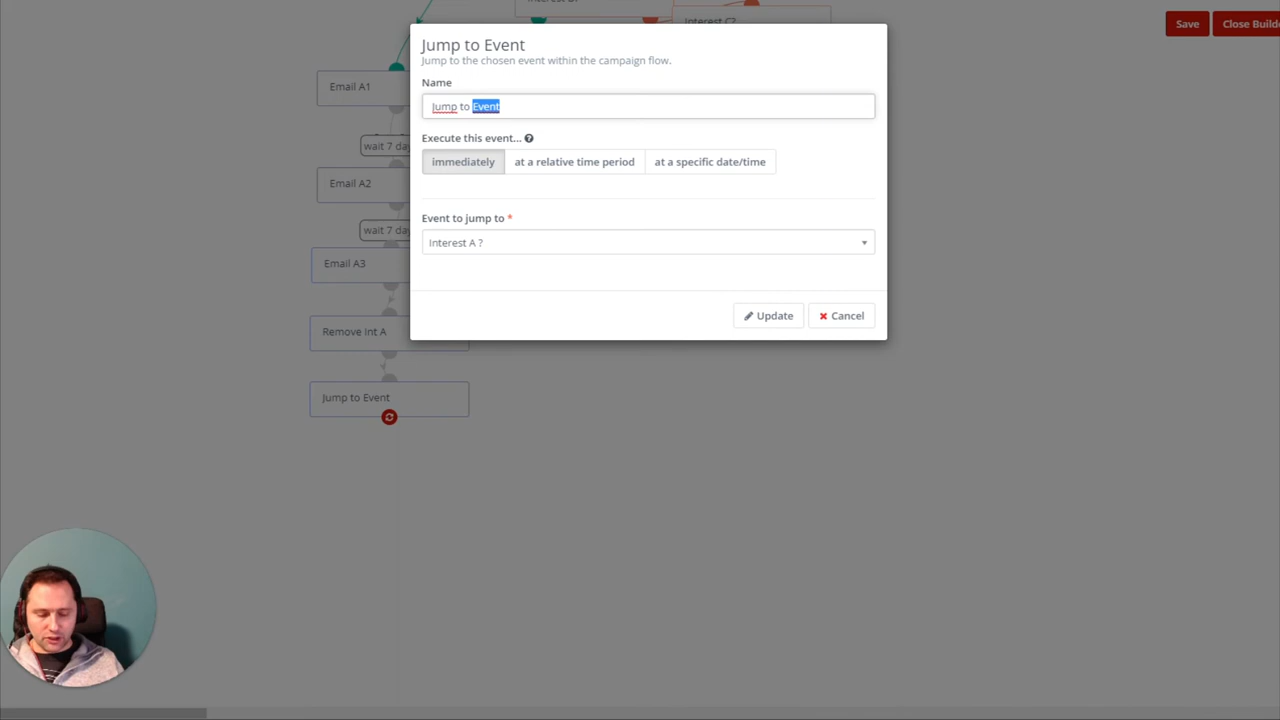 Interest C?
Save
Close Builde
Jump to Event
Jump to the chosen event within the campaign flow.
Name
Jump to Event
Execute this event...
immediately
at a relative time period
at a specific date/time
Event to jump to *
Interest A ?
Update
Cancel
Email A1
wait 7 day
Email A2
wait 7 day
Email A3
Remove Int A
Jump to Event